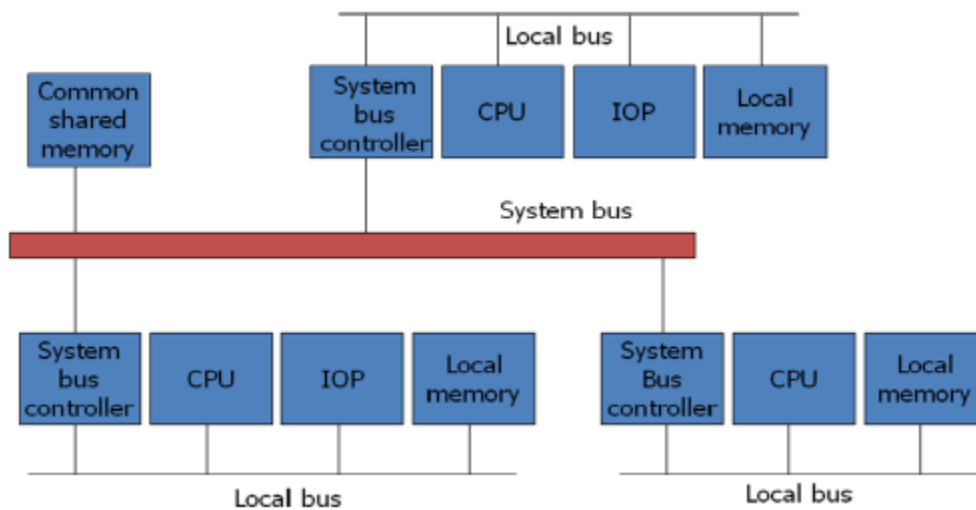 Local bus
Common
shared
memory
System
bus
controller
CPU
IOP
Local
memory
System bus
System
bus
controller
CPU
IOP
Local
memory
System
Bus
controller
CPU
Local
memory
Local bus
Local bus